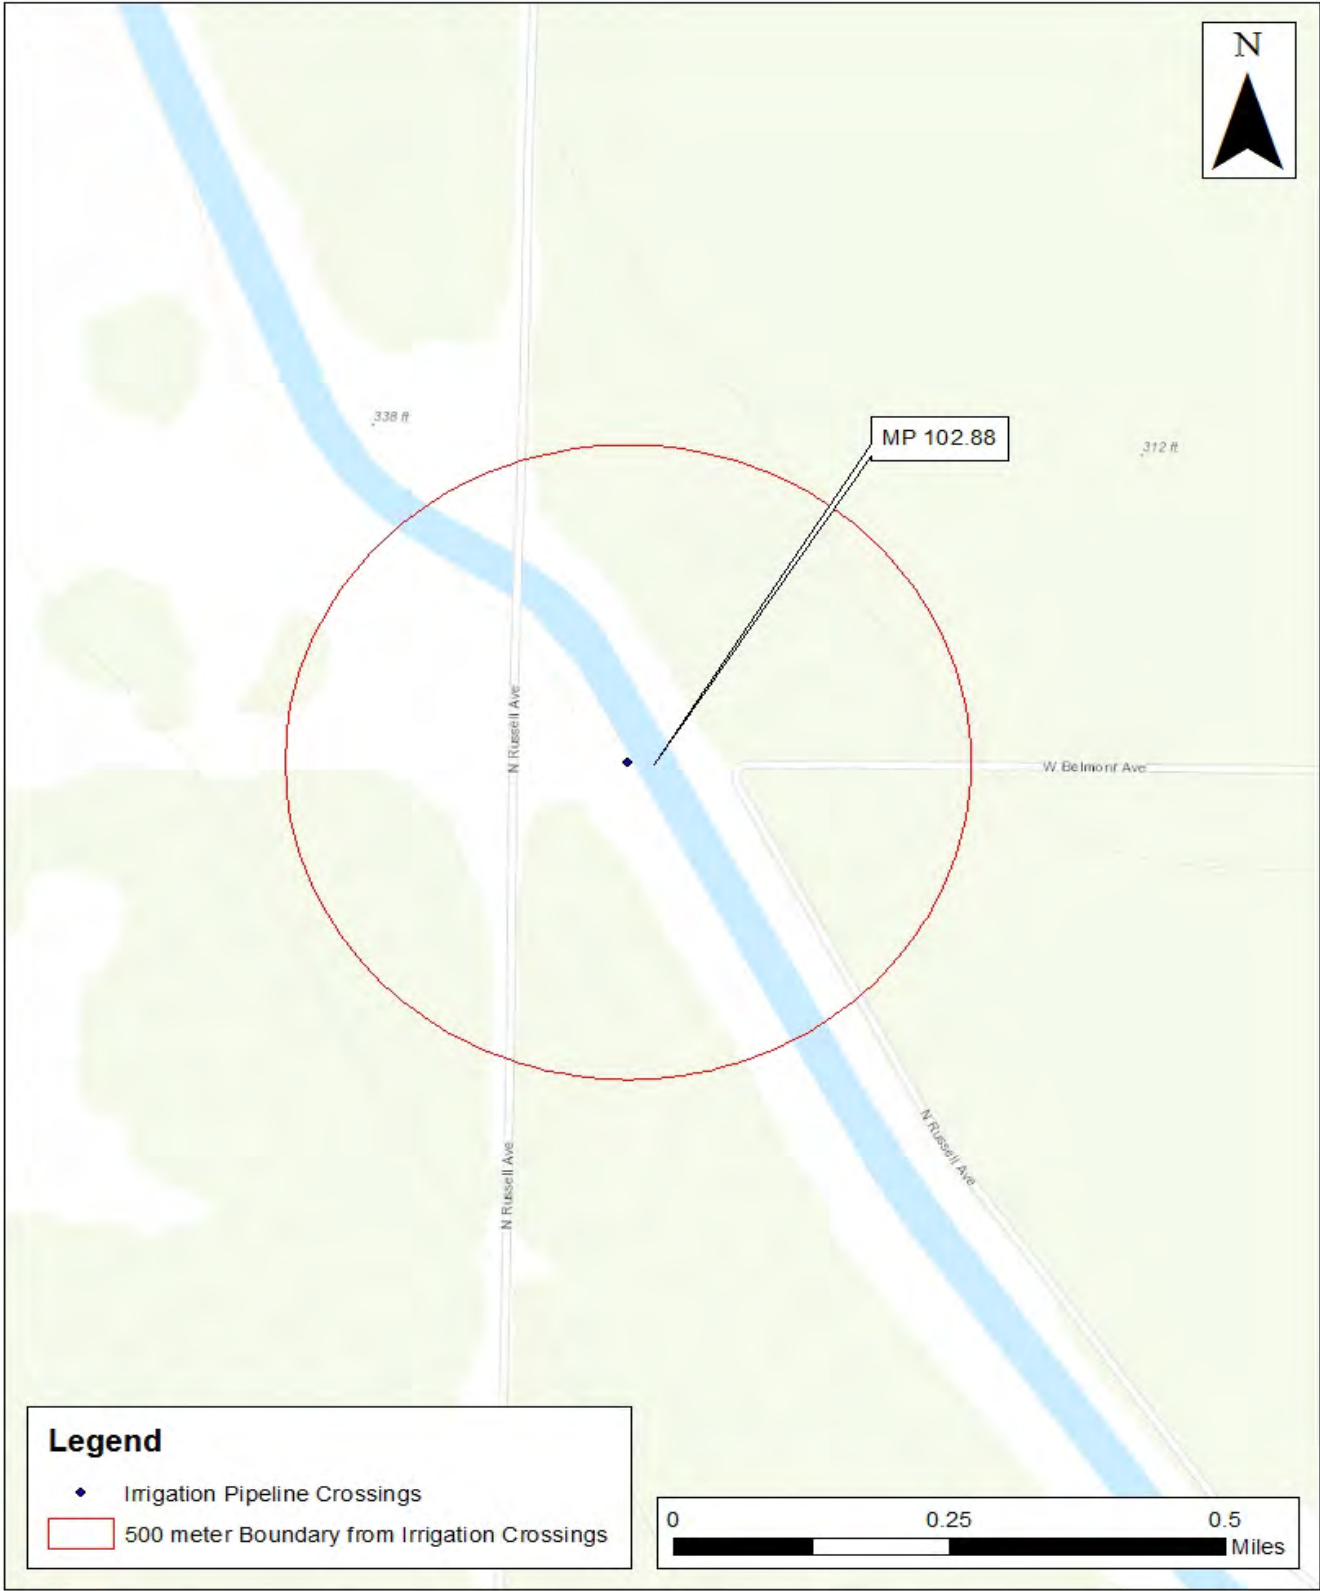 N
338 ft
MP 102.88
312 ft
N Russell Ave
W Belmont Ave
N Russell Ave
N Russell Ave
Legend
Irrigation Pipeline Crossings
500 meter Boundary from Irrigation Crossings
0 0.25 0.5
Miles